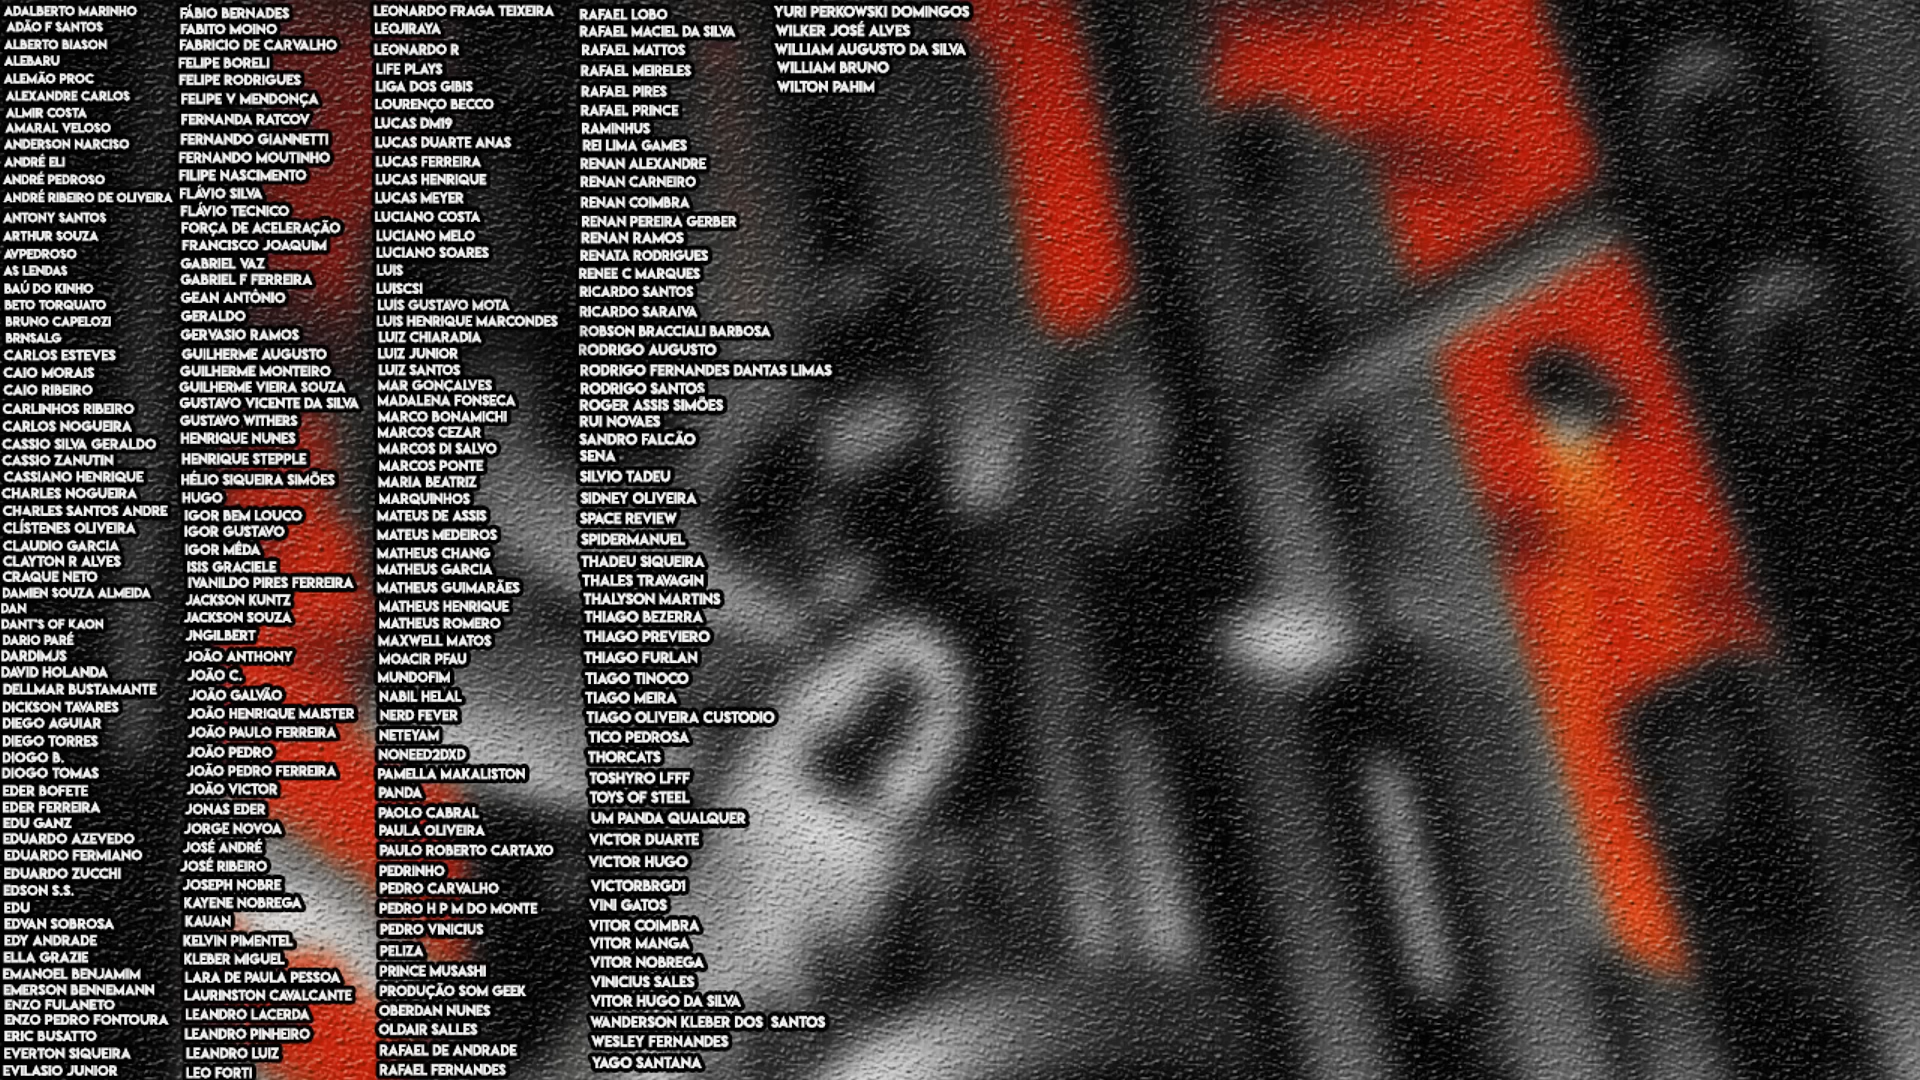 ADALBERTO MARINHO
ADÃO F SANTOS
ALBERTO BIASON
ALEBARU
ALEMÃO PROC
ALEXANDRE CARLOS
ALMIR COSTA
AMARAL VELOSO
ANDERSON NARCISO
ANDRÉ ELI
ANDRÉ PEDROSO
ANDRÉ RIBEIRO DE OLIVEIRA
ANTONY SANTOS
ARTHUR SOUZA
AVPEDROSO
AS LENDAS
BAÚ DO KINHO
BETO TORQUATO
BRUNO CAPELOZI
BRNSALG
CARLOS ESTEVES
CAIO MORAIS
CAIO RIBEIRO
CARLINHOS RIBEIRO
CARLOS NOGUEIRA
CASSIO SILVA GERALDO
CASSIO ZANUTIN
CASSIANO HENRIQUE
CHARLES NOGUEIRA
CHARLES SANTOS ANDRE
CLÍSTENES OLIVEIRA
CLAUDIO GARCIA
CLAYTON R ALVES
CRAQUE NETO
DAMIEN SOUZA ALMEIDA
DAN
DANT'S OF KAON
DARIO PARÉ
DARDIMJS
DAVID HOLANDA
DELLMAR BUSTAMANTE
DICKSON TAVARES
DIEGO AGUIAR
DIEGO TORRES
DIOGO B.
DIOGO TOMAS
EDER BOFETE
EDER FERREIRA
EDU GANZ
EDUARDO AZEVEDO
EDUARDO FERMIANO
EDUARDO ZUCCHI
EDSON S.S.
EDU
EDVAN SOBROSA
EDY ANDRADE
ELLA GRAZIE
EMANOEL BENJAMIM
EMERSON BENNEMANN
ENZO FULANETO
ENZO PEDRO FONTOURA
ERIC BUSATTO
EVERTON SIQUEIRA
EVILASIO JUNIOR
FÁBIO BERNADES
FABITO MOINO
FABRICIO DE CARVALHO
FELIPE BORELI
FELIPE RODRIGUES
FELIPE V MENDONÇA
FERNANDA RATCOV
FERNANDO GIANNETTI
FERNANDO MOUTINHO
FILIPE NASCIMENTO
FLÁVIO SILVA
FLÁVIO TECNICO
FORÇA DE ACELERAÇÃO
FRANCISCO JOAQUIM
GABRIEL VAZ
GABRIEL F FERREIRA
GEAN ANTÔNIO
GERALDO
GERVASIO RAMOS
GUILHERME AUGUSTO
GUILHERME MONTEIRO
GUILHERME VIEIRA SOUZA
GUSTAVO VICENTE DA SILVA
GUSTAVO WITHERS
HENRIQUE NUNES
HENRIQUE STEPPLE
HÉLIO SIQUEIRA SIMÕES
HUGO
IGOR BEM LOUCO
IGOR GUSTAVO
IGOR MÉDA
ISIS GRACIELE
IVANILDO PIRES FERREIRA
JACKSON KUNTZ
JACKSON SOUZA
JNGILBERT
JOÃO ANTHONY
JOÃO C.
JOÃO GALVÃO
JOÃO HENRIQUE MAISTER
JOÃO PAULO FERREIRA
JOÃO PEDRO
JOÃO PEDRO FERREIRA
JOÃO VICTOR
JONAS EDER
JORGE NOVOA
JOSÉ ANDRÉ
JOSÉ RIBEIRO
JOSEPH NOBRE
KAYENE NOBREGA
KAUAN
KELVIN PIMENTEL
KLEBER MIGUEL
LARA DE PAULA PESSOA
LAURINSTON CAVALCANTE
LEANDRO LACERDA
LEANDRO PINHEIRO
LEANDRO LUIZ
LEO FORTI
LEONARDO FRAGA TEIXEIRA
LEOJIRAYA
LEONARDO R
LIFE PLAYS
LIGA DOS GIBIS
LOURENÇO BECCO
LUCAS DM19
LUCAS DUARTE ANAS
LUCAS FERREIRA
LUCAS HENRIQUE
LUCAS MEYER
LUCIANO COSTA
LUCIANO MELO
LUCIANO SOARES
LUIS
LUISCSI
LUÍS GUSTAVO MOTA
LUIS HENRIQUE MARCONDES
LUIZ CHIARADIA
LUIZ JUNIOR
LUIZ SANTOS
MAR GONÇALVES
MADALENA FONSECA
MARCO BONAMICHI
MARCOS CEZAR
MARCOS DI SALVO
MARCOS PONTE
MARIA BEATRIZ
MARQUINHOS
MATEUS DE ASSIS
MATEUS MEDEIROS
MATHEUS CHANG
MATHEUS GARCIA
MATHEUS GUIMARÃES
MATHEUS HENRIQUE
MATHEUS ROMERO
MAXWELL MATOS
MOACIR PFAU
MUNDOFIM
NABIL HELAL
NERD FEVER
NETEYAM
NONEED2DXD
PAMELLA MAKALISTON
PANDA
PAOLO CABRAL
PAULA OLIVEIRA
PAULO ROBERTO CARTAXO
PEDRINHO
PEDRO CARVALHO
PEDRO H P M DO MONTE
PEDRO VINICIUS
PELIZA
PRINCE MUSASHI
PRODUÇÃO SOM GEEK
OBERDAN NUNES
OLDAIR SALLES
RAFAEL DE ANDRADE
RAFAEL FERNANDES
RAFAEL LOBO
RAFAEL MACIEL DA SILVA
RAFAEL MATTOS
RAFAEL MEIRELES
RAFAEL PIRES
RAFAEL PRINCE
RAMINHUS
REI LIMA GAMES
RENAN ALEXANDRE
RENAN CARNEIRO
RENAN COIMBRA
RENAN PEREIRA GERBER
RENAN RAMOS
RENATA RODRIGUES
RENEE C MARQUES
RICARDO SANTOS
RICARDO SARAIVA
ROBSON BRACCIALI BARBOSA
RODRIGO AUGUSTO
RODRIGO FERNANDES DANTAS LIMAS
RODRIGO SANTOS
ROGER ASSIS SIMÕES
RUI NOVAES
SANDRO FALCÃO
SENA
SILVIO TADEU
SIDNEY OLIVEIRA
SPACE REVIEW
SPIDERMANUEL
THADEU SIQUEIRA
THALES TRAVAGIN
THALYSON MARTINS
THIAGO BEZERRA
THIAGO PREVIERO
THIAGO FURLAN
TIAGO TINOCO
TIAGO MEIRA
TIAGO OLIVEIRA CUSTODIO
TICO PEDROSA
THORCATS
TOSHYRO LFFF
TOYS OF STEEL
UM PANDA QUALQUER
VICTOR DUARTE
VICTOR HUGO
VICTORBRGD1
VINI GATOS
VITOR COIMBRA
VITOR MANGA
VITOR NOBREGA
VINICIUS SALES
VITOR HUGO DA SILVA
WANDERSON KLEBER DOS SANTOS
WESLEY FERNANDES
YAGO SANTANA
YURI PERKOWSKI DOMINGOS
WILKER JOSÉ ALVES
WILLIAM AUGUSTO DA SILVA
WILLIAM BRUNO
WILTON PAHIM